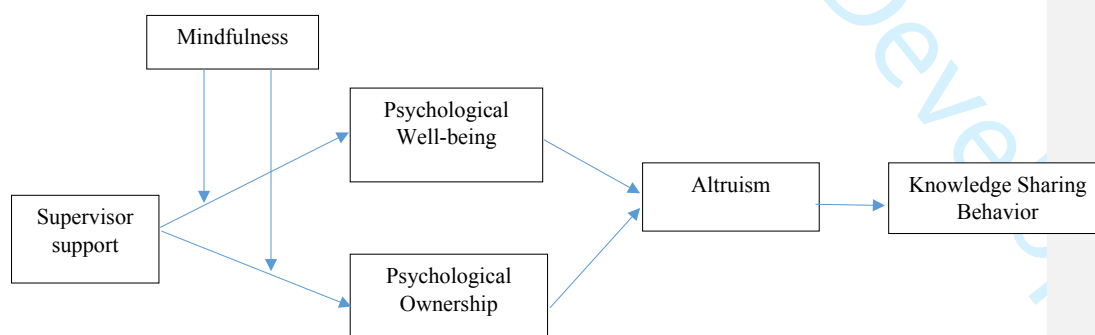 Mindfulness
Psychological
Well-being
Altruism
Knowledge Sharing
Behavior
Supervisor
support
Psychological
Ownership